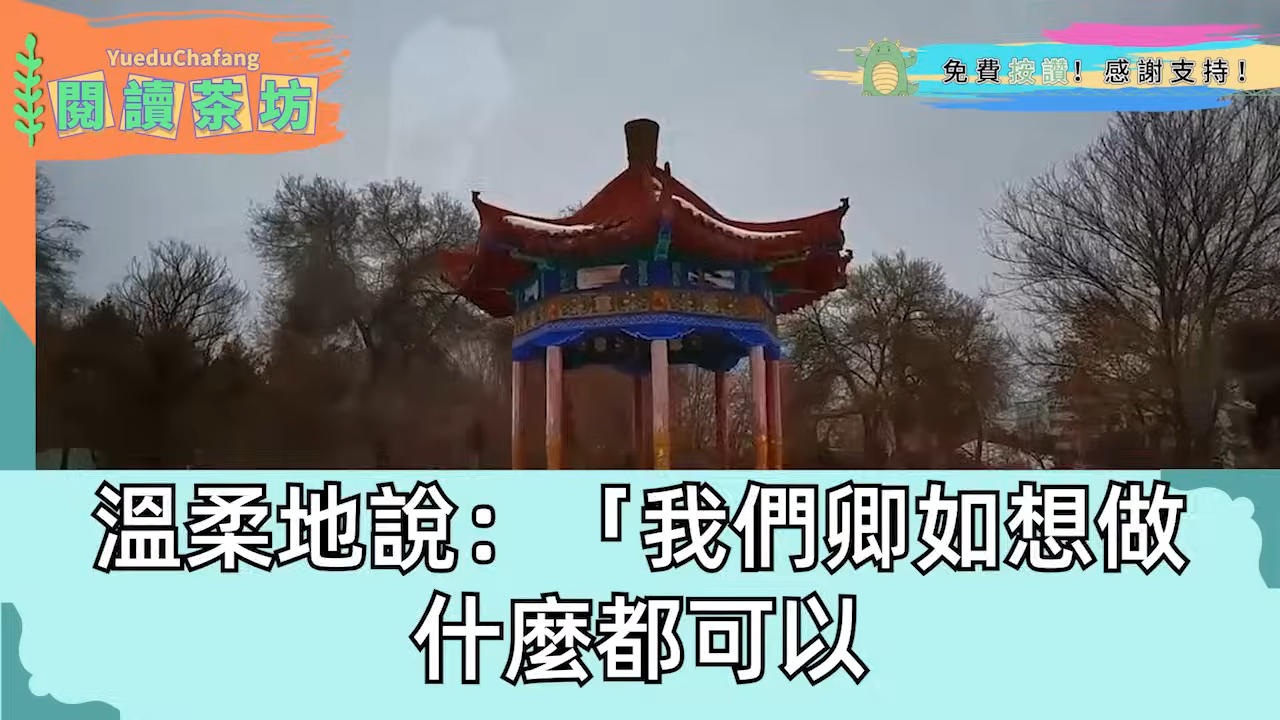 YueduChafang
閱讀茶坊
免費按讚!感謝支持!
溫柔地說:「我們卿如想做
什麼都可以